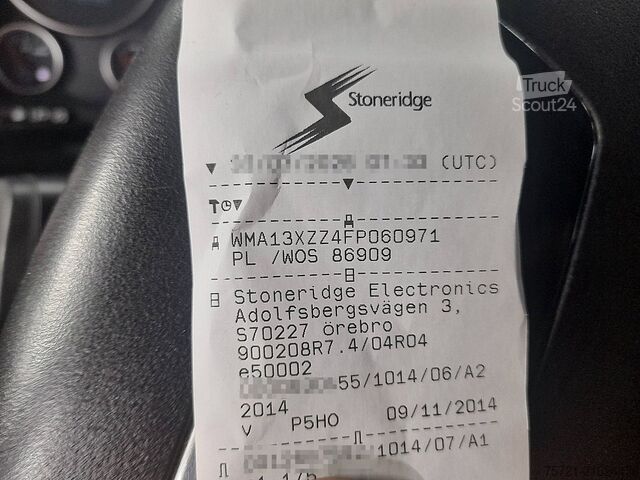 Stoneridge
Truck
Scout24
(UTC)
WMA13XZZ4FP060971
PL /WOS 86909
Stoneridge Electronics
Adolfsbergsvägen 3,
S70227 örebro
900208R7.4/04R04
e50002
55/1014/06/A2
2014
v P5HO 09/11/2014
1014/07/A1